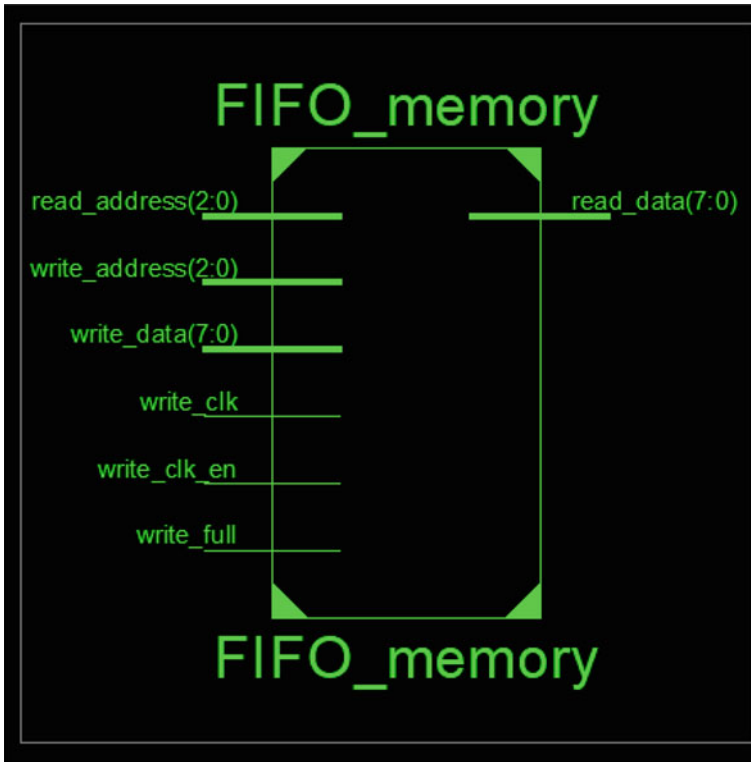 FIFO_memory
read_address(2:0)
read_data(7:0)
write_address(2:0)
write_data(7:0)
write_clk
write_clk_en
write_full
FIFO_memory